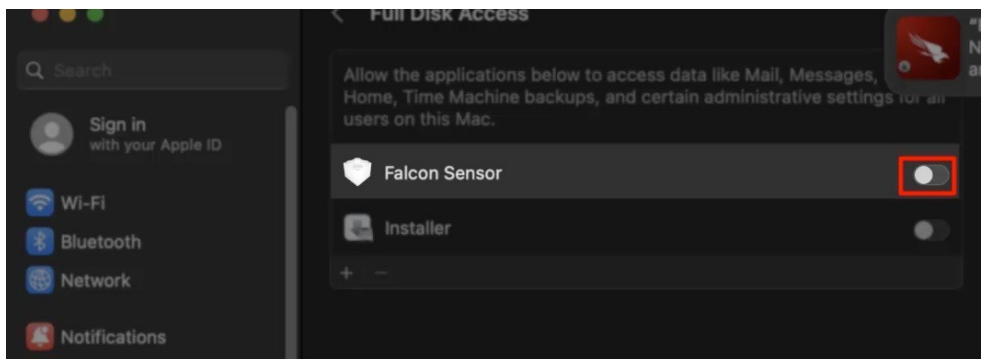 Full Disk Access
Search
Allow the applications below to access data like Mail, Messages,
Home, Time Machine backups, and certain administrative settings for all
users on this Mac.
Sign in
with your Apple ID
Falcon Sensor
Wi-Fi
Installer
Bluetooth
+ −
Network
Notifications